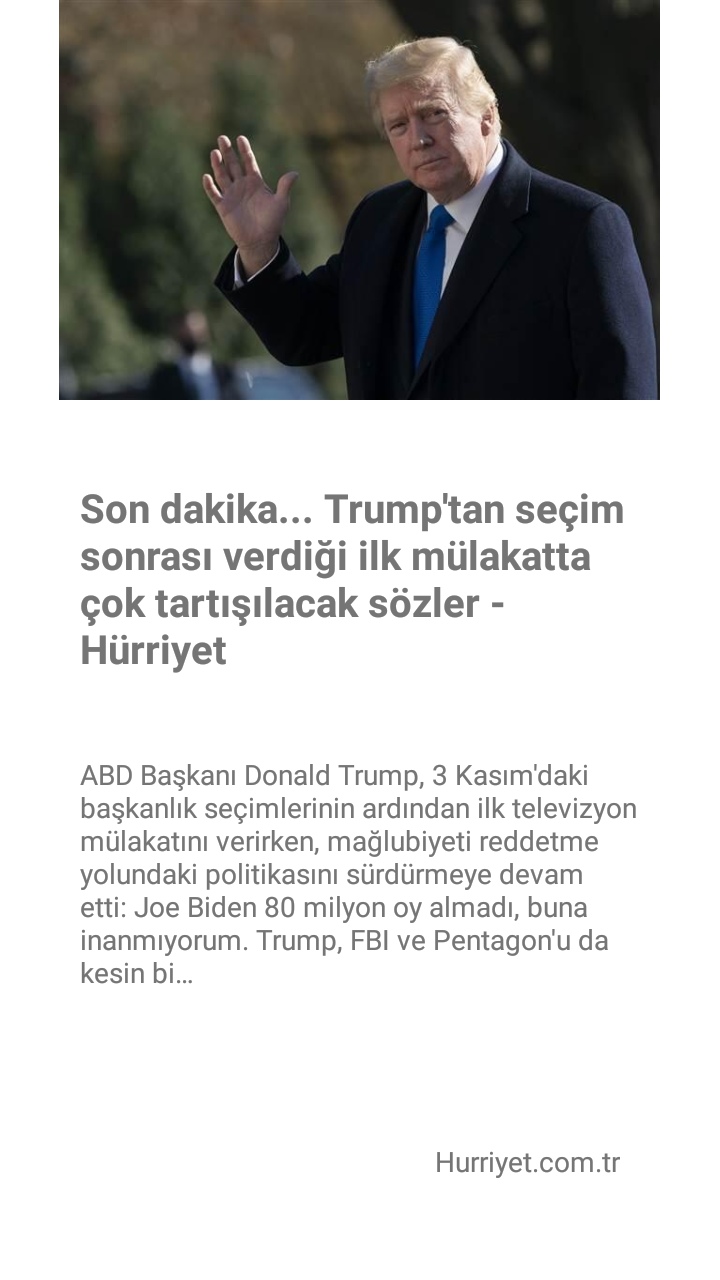 Son dakika... Trump'tan seçim
sonrası verdiği ilk mülakatta
çok tartışılacak sözler -
Hürriyet
ABD Başkanı Donald Trump, 3 Kasım'daki
başkanlık seçimlerinin ardından ilk televizyon
mülakatını verirken, mağlubiyeti reddetme
yolundaki politikasını sürdürmeye devam
etti: Joe Biden 80 milyon oy almadı, buna
inanmıyorum. Trump, FBI ve Pentagon'u da
kesin bi…
Hurriyet.com.tr